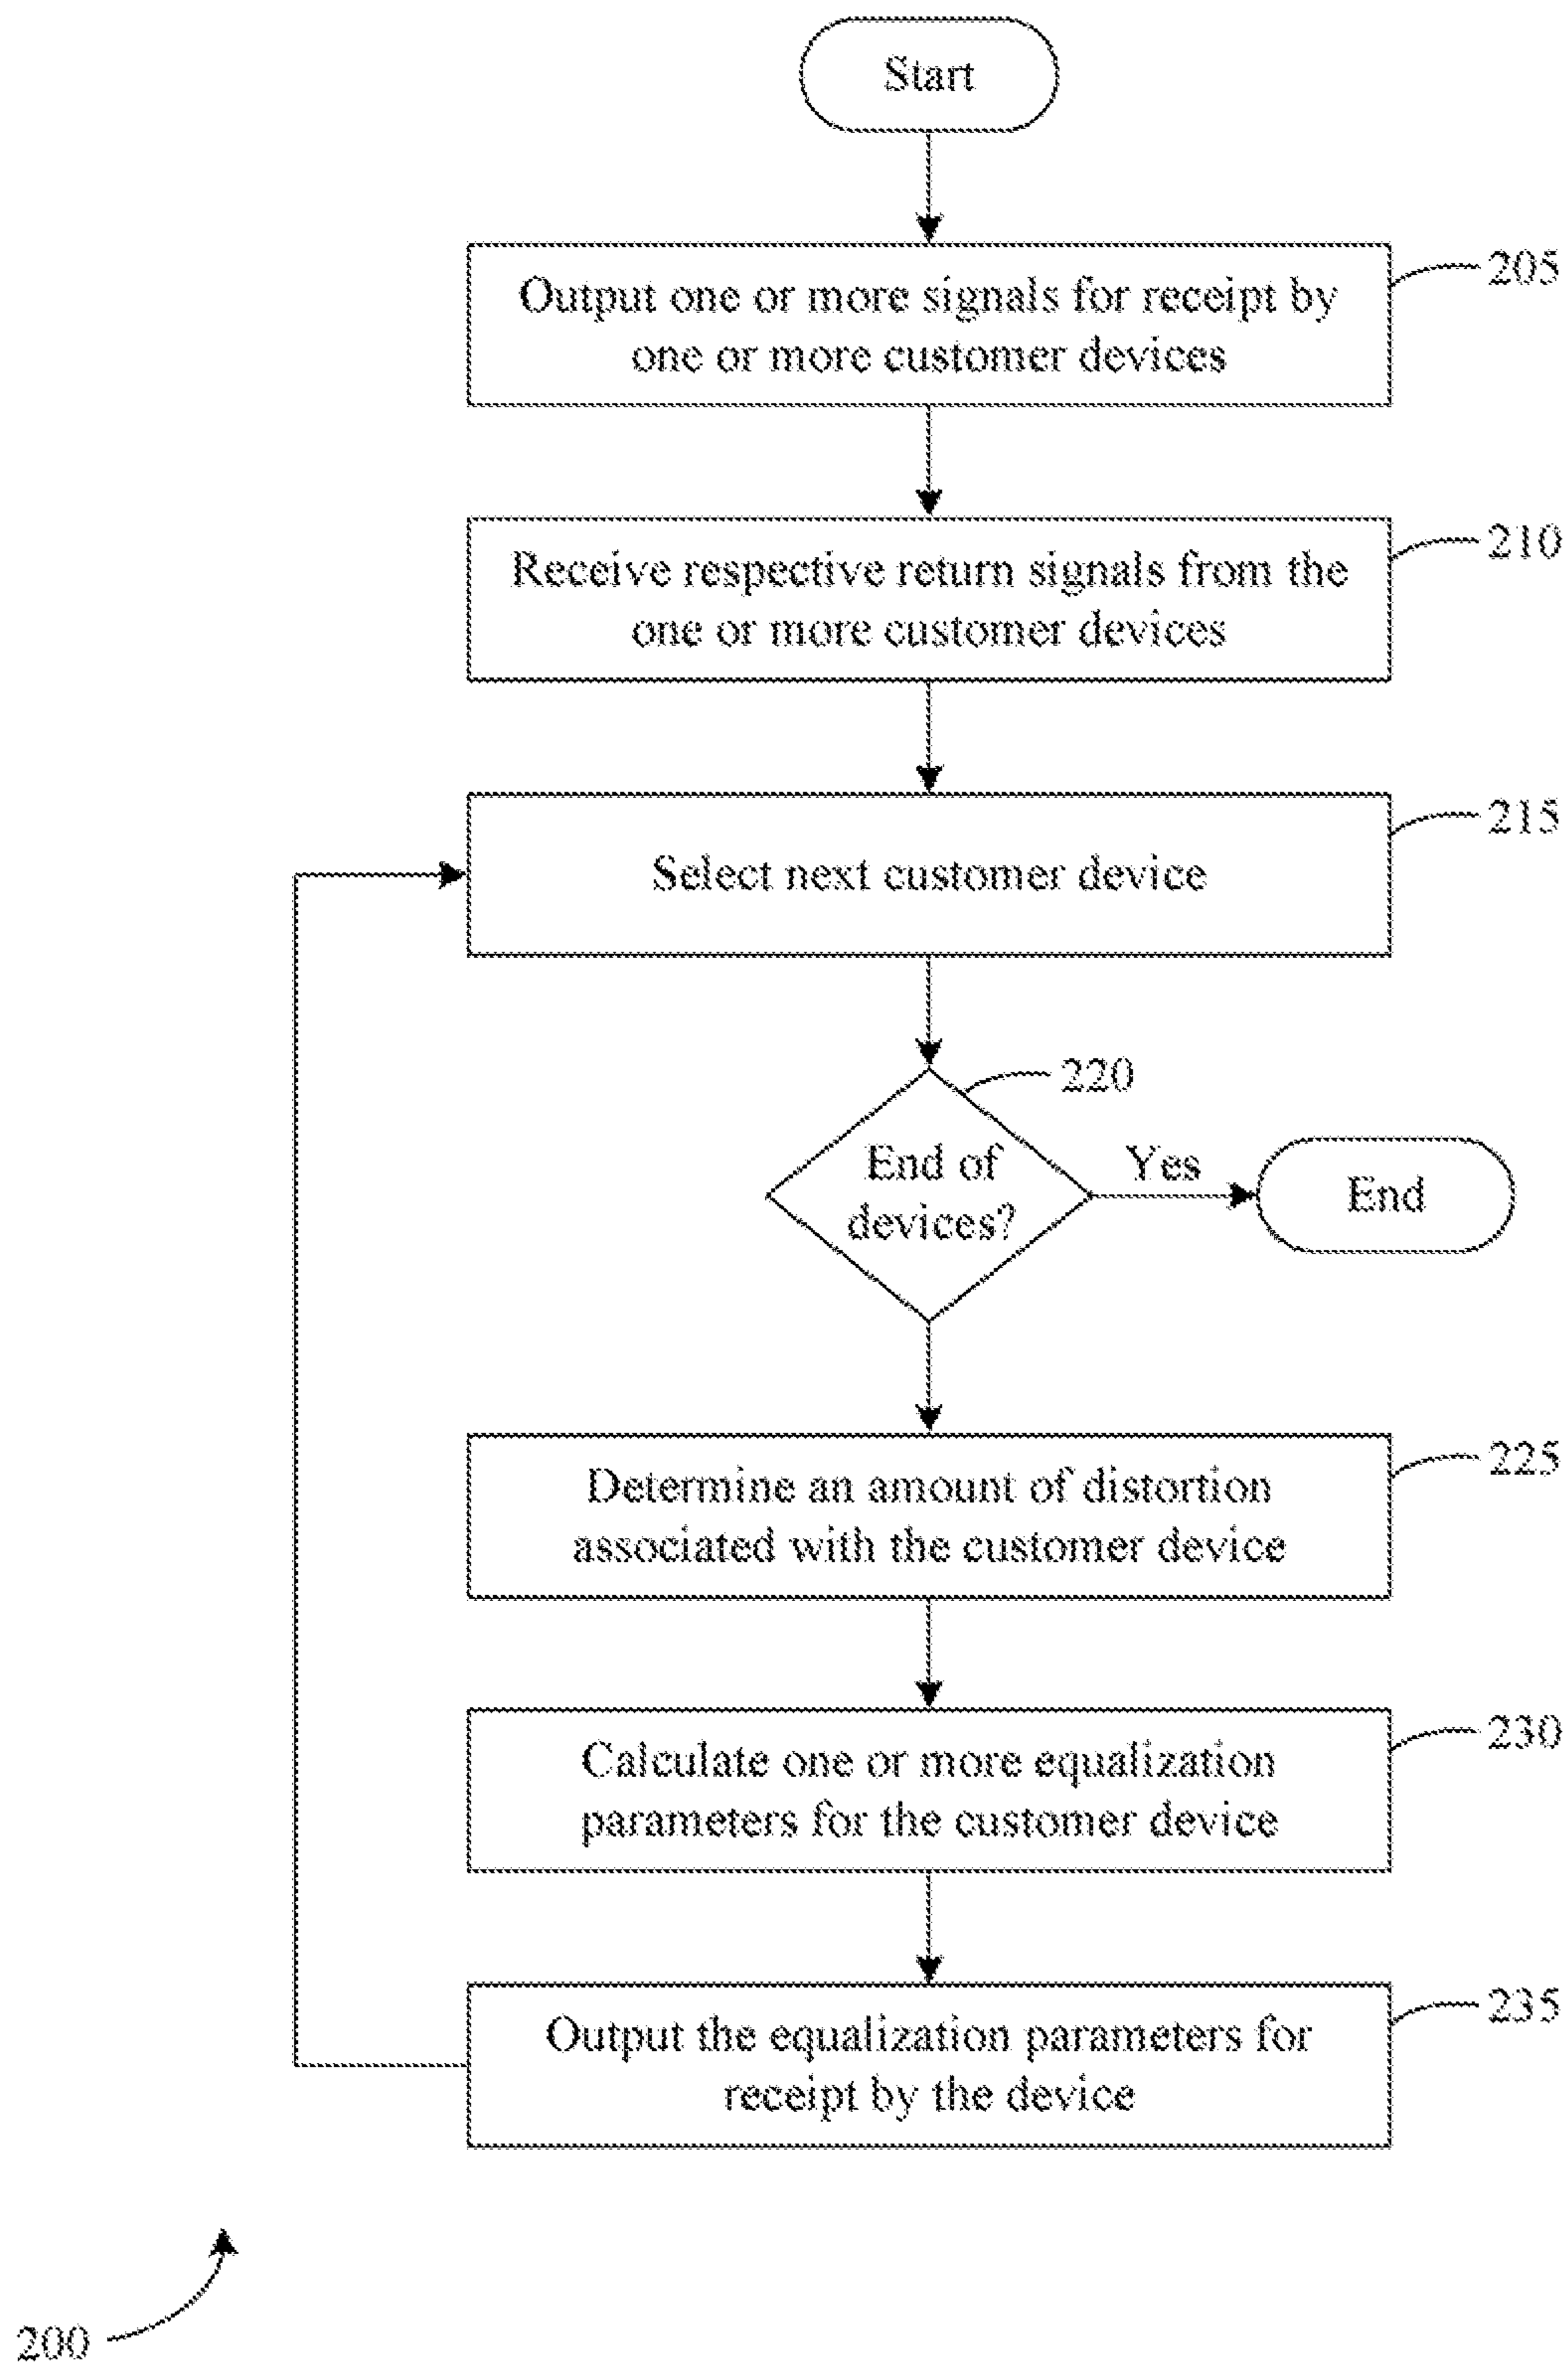 Start
205
Output one or more signals for receipt by
one or more customer devices
210
Receive respective return signals from the
one or more customer devices
215
Select next customer device
220
End of
devices?
Yes
End
225
Determine an amount of distortion
associated with the customer device
230
Calculate one or more equalization
parameters for the customer device
235
Output the equalization parameters for
receipt by the device
200